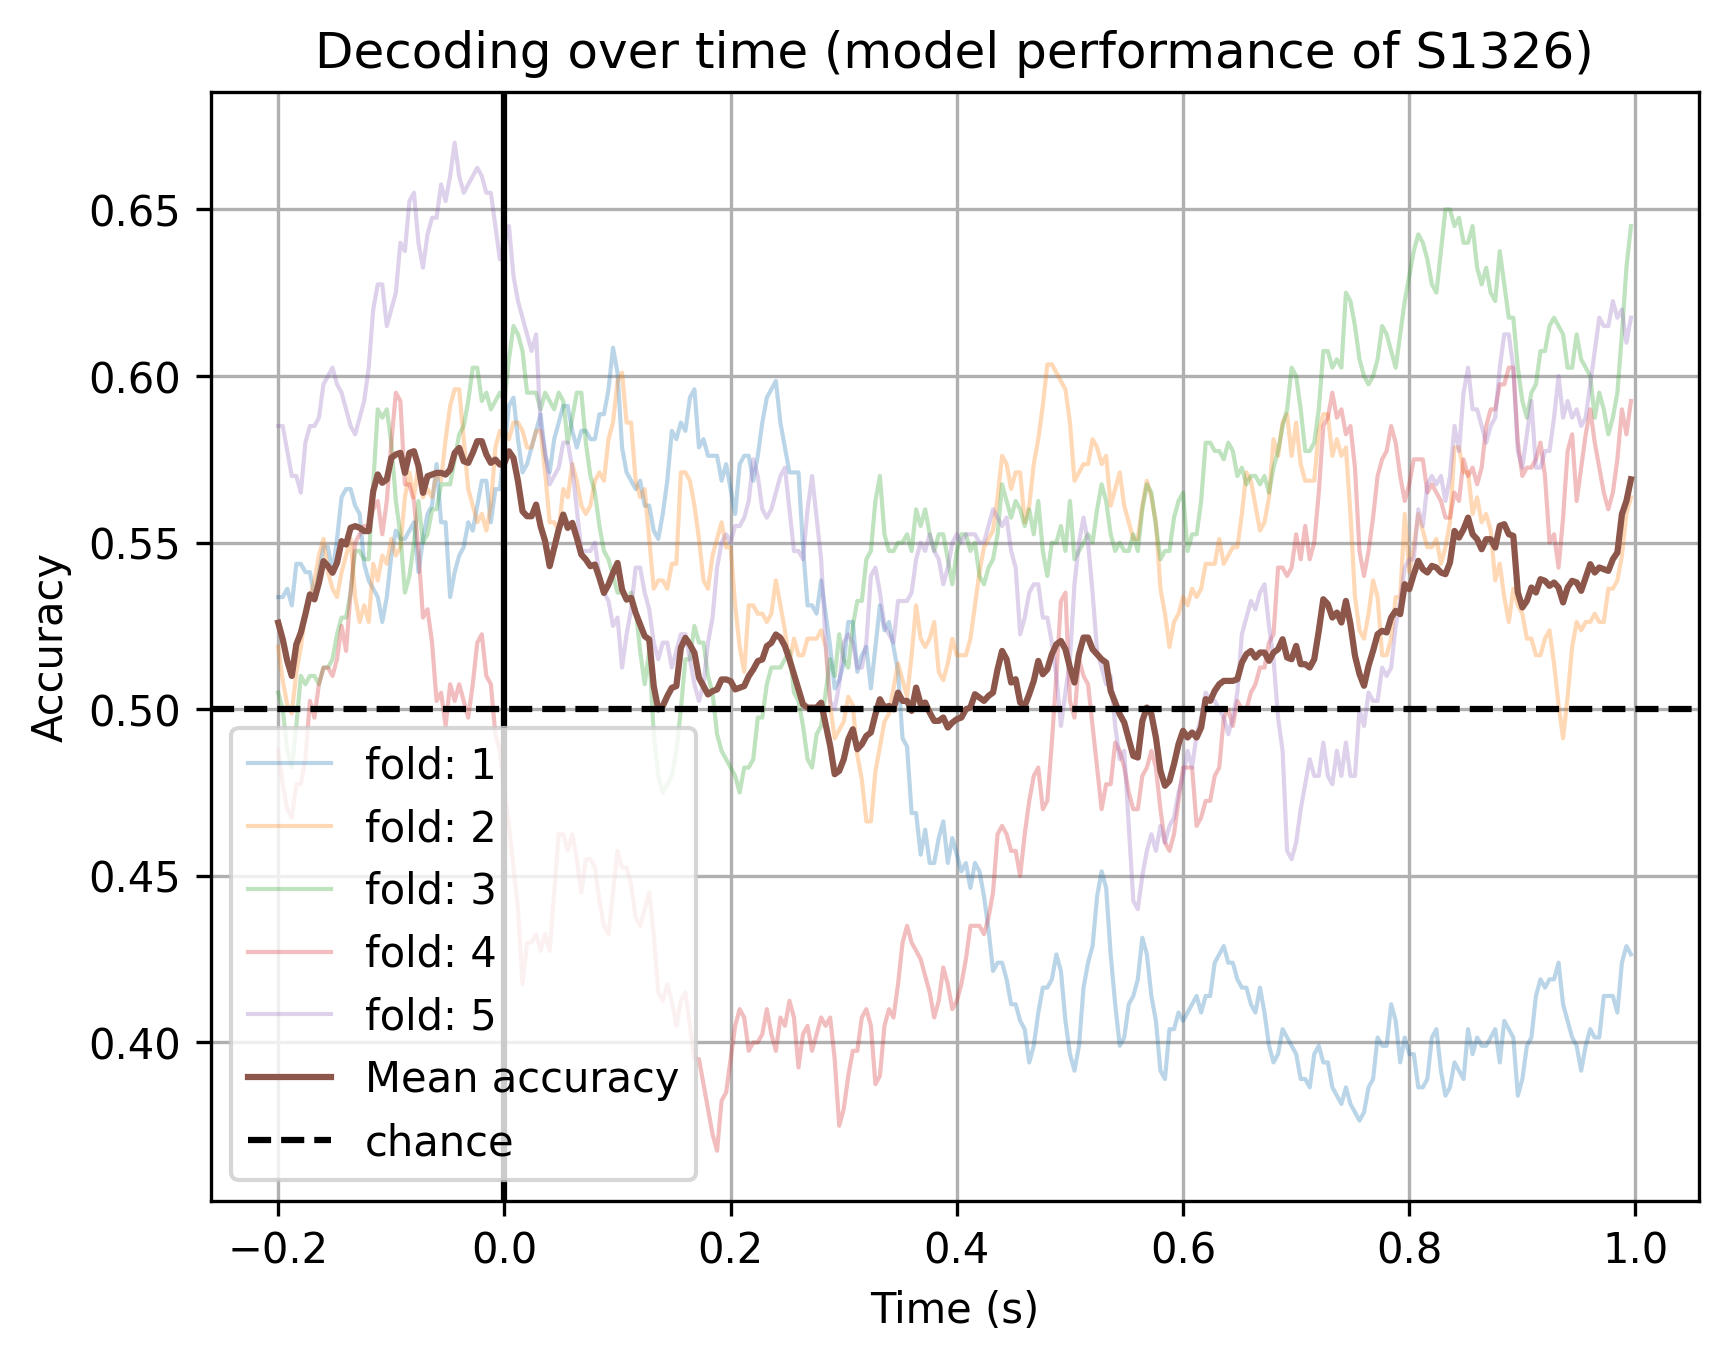 Decoding over time (model performance of S1326)
Accuracy
0.65
0.60
0.55
0.50
0.45
0.40
fold: 1
fold: 2
fold: 3
fold: 4
fold: 5
Mean accuracy
chance
−0.2 0.0 0.2 0.4 0.6 0.8 1.0
Time (s)